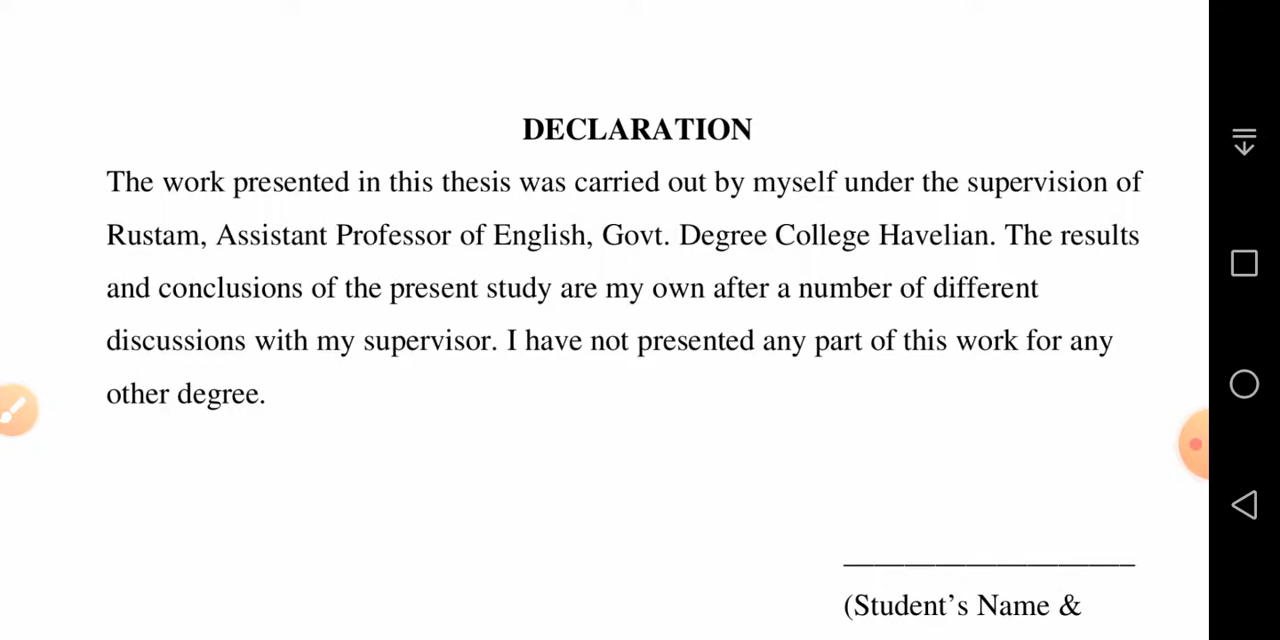 DECLARATION
The work presented in this thesis was carried out by myself under the supervision of
Rustam, Assistant Professor of English, Govt. Degree College Havelian. The results
and conclusions of the present study are my own after a number of different
discussions with my supervisor. I have not presented any part of this work for any
other degree.
(Student’s Name &